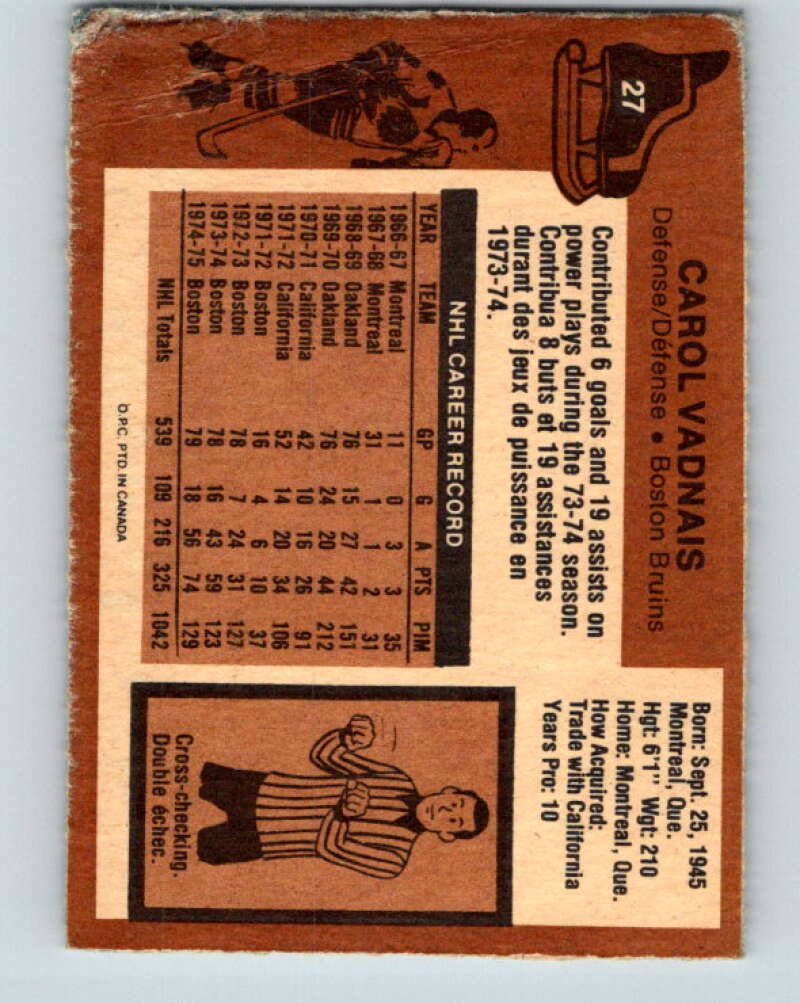 27
CAROL VADNAIS
Defense/Défense • Boston Bruins
Contributed 6 goals and 19 assists on
power plays during the 73-74 season.
Contribua 8 buts et 19 assistances
durant des jeux de puissance en
1973-74.
Born: Sept. 25, 1945
Montreal, Que.
Hgt: 6'1" Wgt: 210
Home: Montreal, Que.
How Acquired:
Trade with California
Years Pro: 10
NHL CAREER RECORD
YEAR TEAM GP G A PTS PIM
1966-67 Montreal 11 0 3 3 35
1967-68 Montreal 31 1 1 2 31
1968-69 Oakland 76 15 27 42 151
1969-70 Oakland 76 24 20 44 212
1970-71 California 42 10 16 26 91
1971-72 California 52 14 20 34 106
1971-72 Boston 16 4 6 10 37
1972-73 Boston 78 7 24 31 127
1973-74 Boston 78 16 43 59 123
1974-75 Boston 79 18 56 74 129
NHL Totals 539 109 216 325 1042
Cross-checking.
Double échec.
O.P.C. PTD. IN CANADA